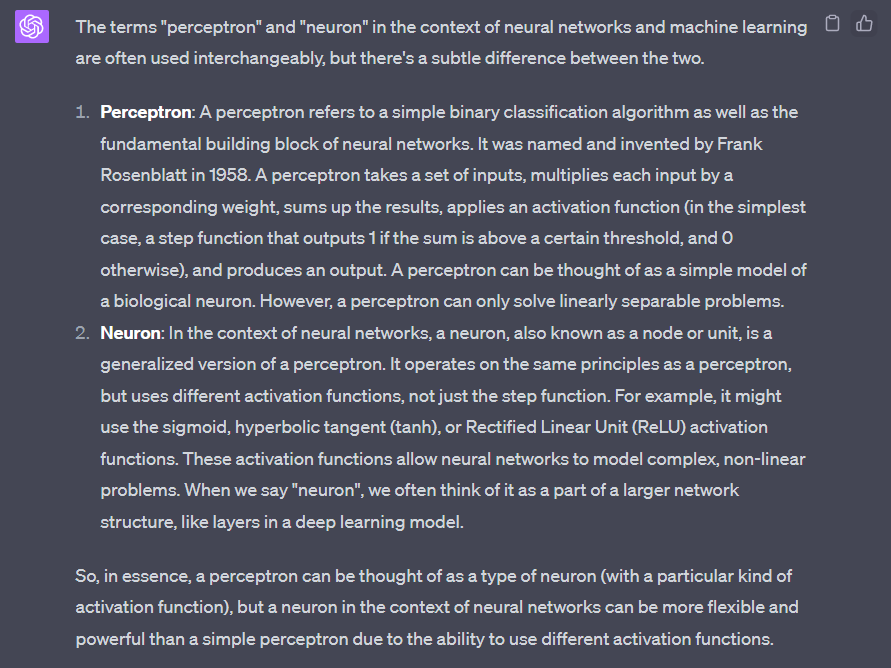 The terms "perceptron" and "neuron" in the context of neural networks and machine learning
are often used interchangeably, but there's a subtle difference between the two.
1. Perceptron: A perceptron refers to a simple binary classification algorithm as well as the
fundamental building block of neural networks. It was named and invented by Frank
Rosenblatt in 1958. A perceptron takes a set of inputs, multiplies each input by a
corresponding weight, sums up the results, applies an activation function (in the simplest
case, a step function that outputs 1 if the sum is above a certain threshold, and 0
otherwise), and produces an output. A perceptron can be thought of as a simple model of
a biological neuron. However, a perceptron can only solve linearly separable problems.
2. Neuron: In the context of neural networks, a neuron, also known as a node or unit, is a
generalized version of a perceptron. It operates on the same principles as a perceptron,
but uses different activation functions, not just the step function. For example, it might
use the sigmoid, hyperbolic tangent (tanh), or Rectified Linear Unit (ReLU) activation
functions. These activation functions allow neural networks to model complex, non-linear
problems. When we say "neuron", we often think of it as a part of a larger network
structure, like layers in a deep learning model.
So, in essence, a perceptron can be thought of as a type of neuron (with a particular kind of
activation function), but a neuron in the context of neural networks can be more flexible and
powerful than a simple perceptron due to the ability to use different activation functions.